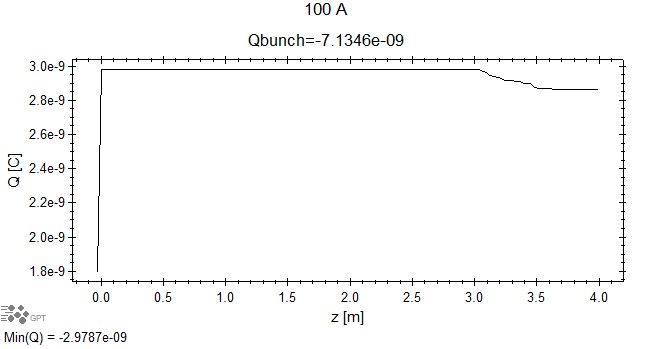 100 A
Qbunch=-7.1346e-09
3.0e-9
2.8e-9
2.6e-9
2.4e-9
2.2e-9
2.0e-9
1.8e-9
Q [C]
0.0 0.5 1.0 1.5 2.0 2.5 3.0 3.5 4.0
z [m]
GPT
Min(Q) = -2.9787e-09